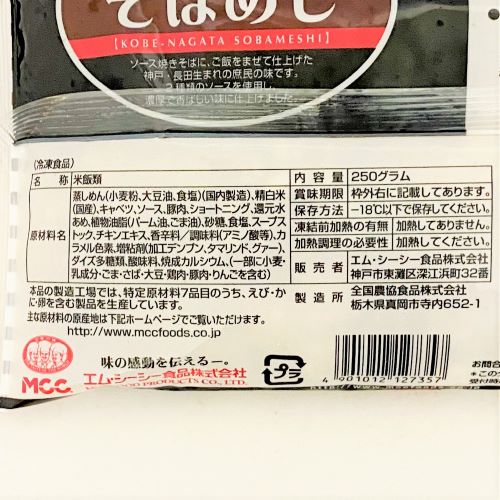 そばめし
【KOBE-NAGATA SOBAMESHI】
ソース焼きそばに、ご飯をまぜて仕上げた
神戸・長田生まれの庶民の味です。
2種類のソースを使用し、
濃厚で香ばしい味に仕上げました。
(冷凍食品)
名 称 米飯類
原材料名 蒸しめん(小麦粉、大豆油、食塩)(国内製造)、精白米
(国産)、キャベツ、ソース、豚肉、ショートニング、還元水
あめ、植物油脂(パーム油、ごま油)、砂糖、食塩、スープス
トック、チキンエキス、香辛料／調味料(アミノ酸等)、カ
ラメル色素、増粘剤(加工デンプン、タマリンド、グァー)、
ダイズ多糖類、酸味料、焼成カルシウム、(一部に小麦・
乳成分・ごま・さば・大豆・鶏肉・豚肉・りんごを含む)
内 容 量 250グラム
賞味期限 枠外右に記載してあります。
保存方法 −18℃以下で保存してください。
凍結前加熱の有無 加熱してありません。
加熱調理の必要性 加熱してください。
販 売 者 エム・シーシー食品株式会社
神戸市東灘区深江浜町32番
製 造 所 全国農協食品株式会社
栃木県真岡市寺内652-1
本品の製造工場では、特定原材料7品目のうち、えび・か
に・卵を含む製品を生産しています。
主な原材料の原産地は下記ホームページでご覧いただけます。
http://www.mccfoods.co.jp
味の感動を伝えるー。
MCC エム・シーシー食品株式会社
MCC FOOD PRODUCTS CO., LTD.
プラ
4 901012 127357
お問合
＊この
受付時